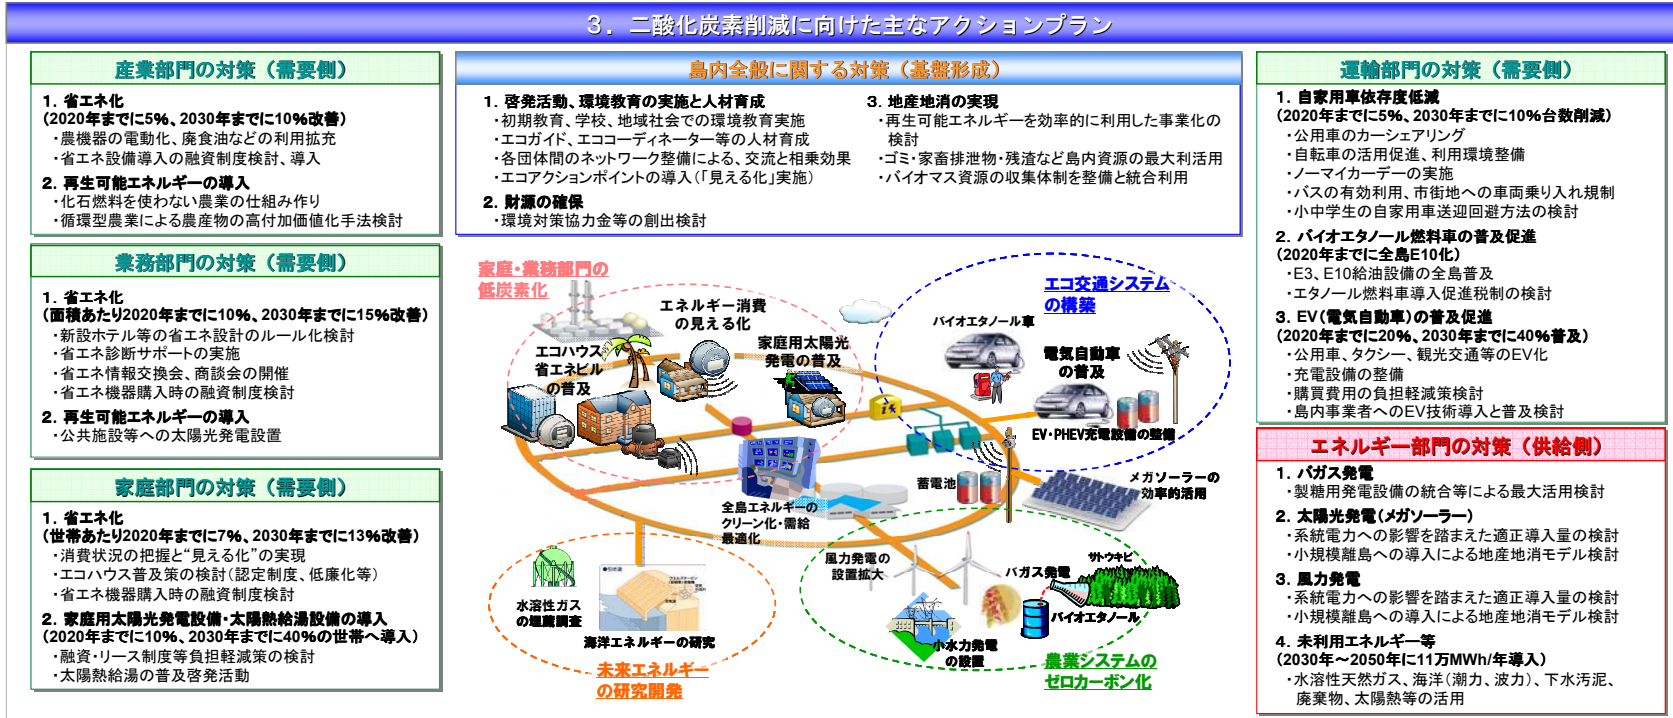 3．二酸化炭素削減に向けた主なアクションプラン
産業部門の対策（需要側）
1. 省エネ化
(2020年までに5%、2030年までに10%改善)
・農機器の電動化、廃食油などの利用拡充
・省エネ設備導入の融資制度検討、導入
2. 再生可能エネルギーの導入
・化石燃料を使わない農業の仕組み作り
・循環型農業による農産物の高付加価値化手法検討
業務部門の対策（需要側）
1. 省エネ化
(面積あたり2020年までに10%、2030年までに15%改善)
・新設ホテル等の省エネ設計のルール化検討
・省エネ診断サポートの実施
・省エネ情報交換会、商談会の開催
・省エネ機器購入時の融資制度検討
2. 再生可能エネルギーの導入
・公共施設等への太陽光発電設置
家庭部門の対策（需要側）
1. 省エネ化
(世帯あたり2020年までに7%、2030年までに13%改善)
・消費状況の把握と“見える化”の実現
・エコハウス普及策の検討（認定制度、低廉化等）
・省エネ機器購入時の融資制度検討
2. 家庭用太陽光発電設備・太陽熱給湯設備の導入
(2020年までに10%、2030年までに40%の世帯へ導入)
・融資・リース制度等負担軽減策の検討
・太陽熱給湯の普及啓発活動
島内全般に関する対策（基盤形成）
1. 啓発活動、環境教育の実施と人材育成
・初期教育、学校、地域社会での環境教育実施
・エコガイド、エココーディネーター等の人材育成
・各団体間のネットワーク整備による、交流と相乗効果
・エコアクションポイントの導入（「見える化」実施）
2. 財源の確保
・環境対策協力金等の創出検討
3. 地産地消の実現
・再生可能エネルギーを効率的に利用した事業化の
検討
・ゴミ・家畜排泄物・残渣など島内資源の最大利活用
・バイオマス資源の収集体制を整備と統合利用
家庭・業務部門の
低炭素化
エネルギー消費
の見える化
エコハウス
省エネビル
の普及
家庭用太陽光
発電の普及
エコ交通システム
の構築
バイオエタノール車
電気自動車
の普及
EV・PHEV充電設備の整備
蓄電池
メガソーラーの
効率的活用
全島エネルギーの
クリーン化・需給
最適化
水溶性ガス
の埋蔵調査
海洋エネルギーの研究
未来エネルギー
の研究開発
風力発電の
設置拡大
バガス発電
サトウキビ
バイオエタノール
小水力発電
の設置
農業システムの
ゼロカーボン化
運輸部門の対策（需要側）
1. 自家用車依存度低減
(2020年までに5%、2030年までに10%台数削減)
・公用車のカーシェアリング
・自転車の活用促進、利用環境整備
・ノーマイカーデーの実施
・バスの有効利用、市街地への車両乗り入れ規制
・小中学生の自家用車送迎回避方法の検討
2. バイオエタノール燃料車の普及促進
(2020年までに全島E10化)
・E3、E10給油設備の全島普及
・エタノール燃料車導入促進税制の検討
3. EV(電気自動車)の普及促進
(2020年までに20%、2030年までに40%普及)
・公用車、タクシー、観光交通等のEV化
・充電設備の整備
・購買費用の負担軽減策検討
・島内事業者へのEV技術導入と普及検討
エネルギー部門の対策（供給側）
1. バガス発電
・製糖用発電設備の統合等による最大活用検討
2. 太陽光発電(メガソーラー)
・系統電力への影響を踏まえた適正導入量の検討
・小規模離島への導入による地産地消モデル検討
3. 風力発電
・系統電力への影響を踏まえた適正導入量の検討
・小規模離島への導入による地産地消モデル検討
4. 未利用エネルギー等
(2030年～2050年に11万MWh/年導入)
・水溶性天然ガス、海洋（潮力、波力）、下水汚泥、
廃棄物、太陽熱等の活用